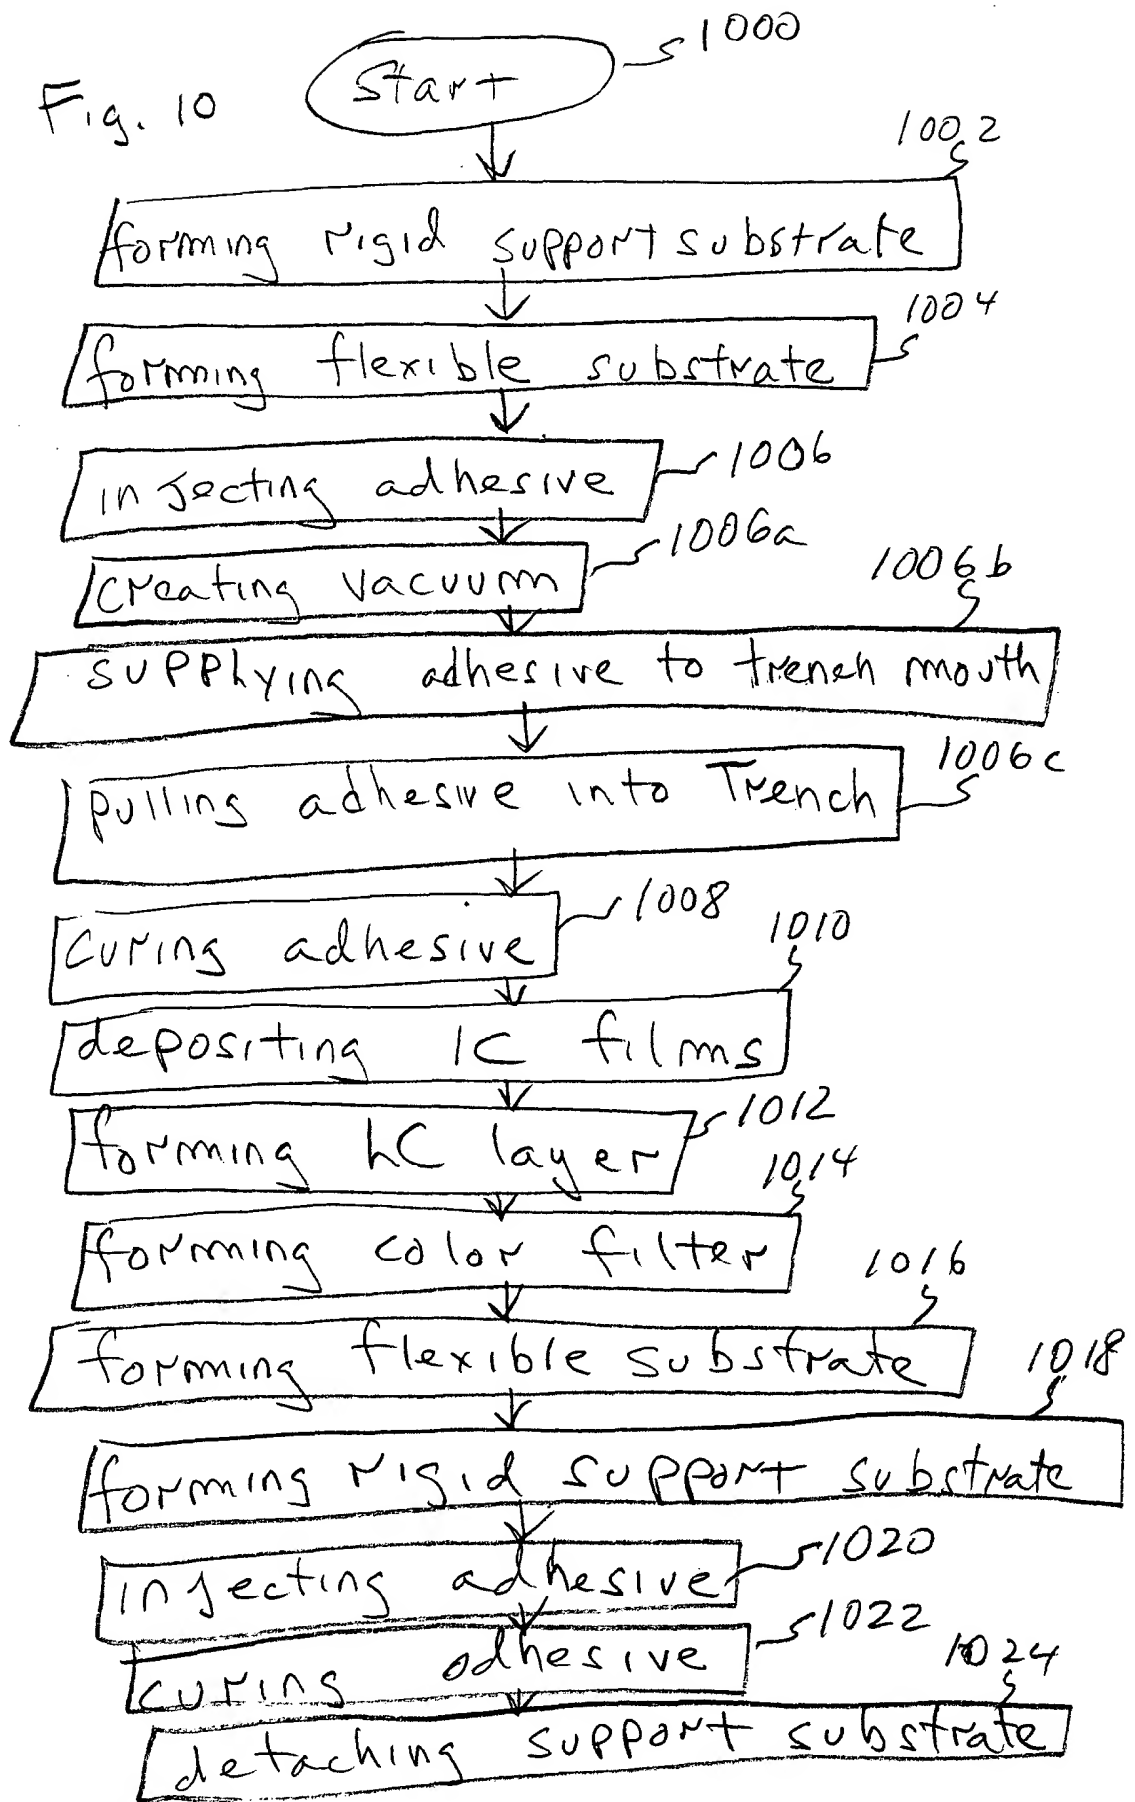 1000
Start
Fig. 10
1002
forming rigid support substrate
1004
forming flexible substrate
1006
injecting adhesive
1006a
creating vacuum
1006b
supplying adhesive to trench mouth
1006c
pulling adhesive into Trench
1008
curing adhesive
1010
depositing IC films
1012
forming LC layer
1014
forming color filter
1016
forming flexible substrate
1018
forming rigid support substrate
1020
injecting adhesive
1022
curing adhesive
1024
detaching support substrate